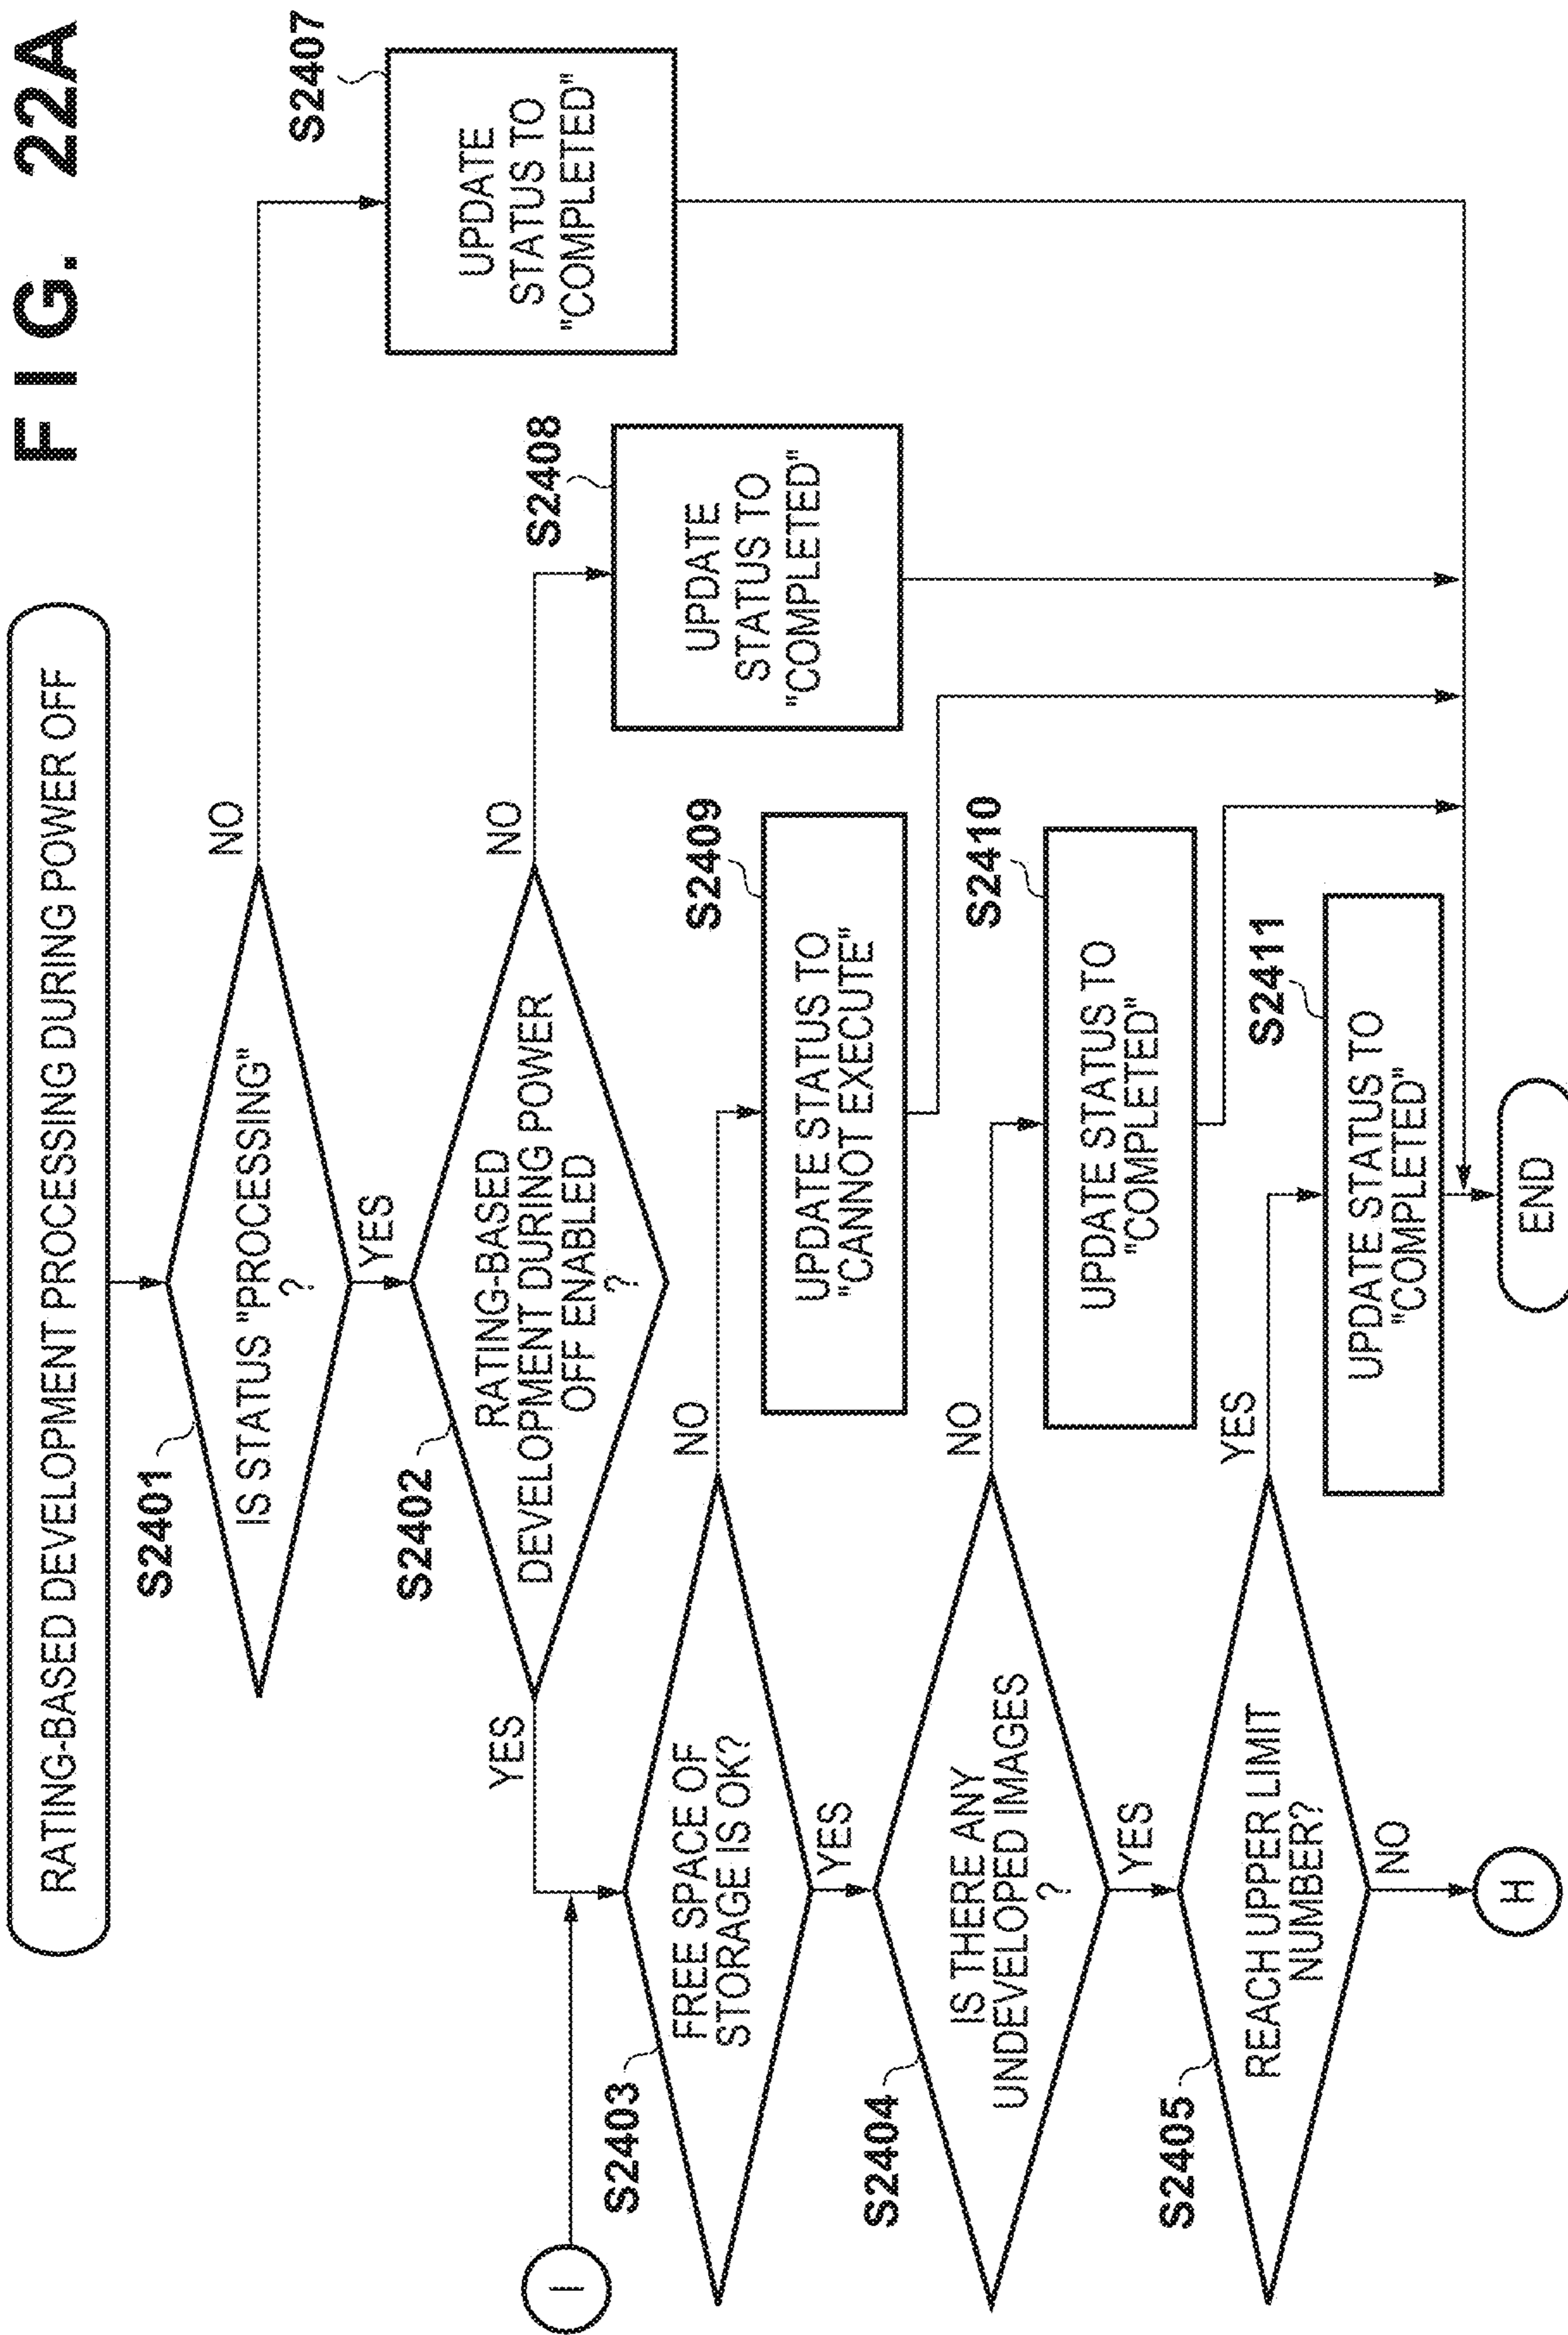 FIG. 22A
RATING-BASED DEVELOPMENT PROCESSING DURING POWER OFF
S2401
IS STATUS "PROCESSING"
?
NO
YES
S2407
UPDATE
STATUS TO
"COMPLETED"
S2402
RATING-BASED
DEVELOPMENT DURING POWER
OFF ENABLED
?
YES
NO
S2408
UPDATE
STATUS TO
"COMPLETED"
I
S2403
FREE SPACE OF
STORAGE IS OK?
NO
YES
S2409
UPDATE STATUS TO
"CANNOT EXECUTE"
S2404
IS THERE ANY
UNDEVELOPED IMAGES
?
NO
YES
S2410
UPDATE STATUS TO
"COMPLETED"
S2405
REACH UPPER LIMIT
NUMBER?
YES
NO
S2411
UPDATE STATUS TO
"COMPLETED"
H
END